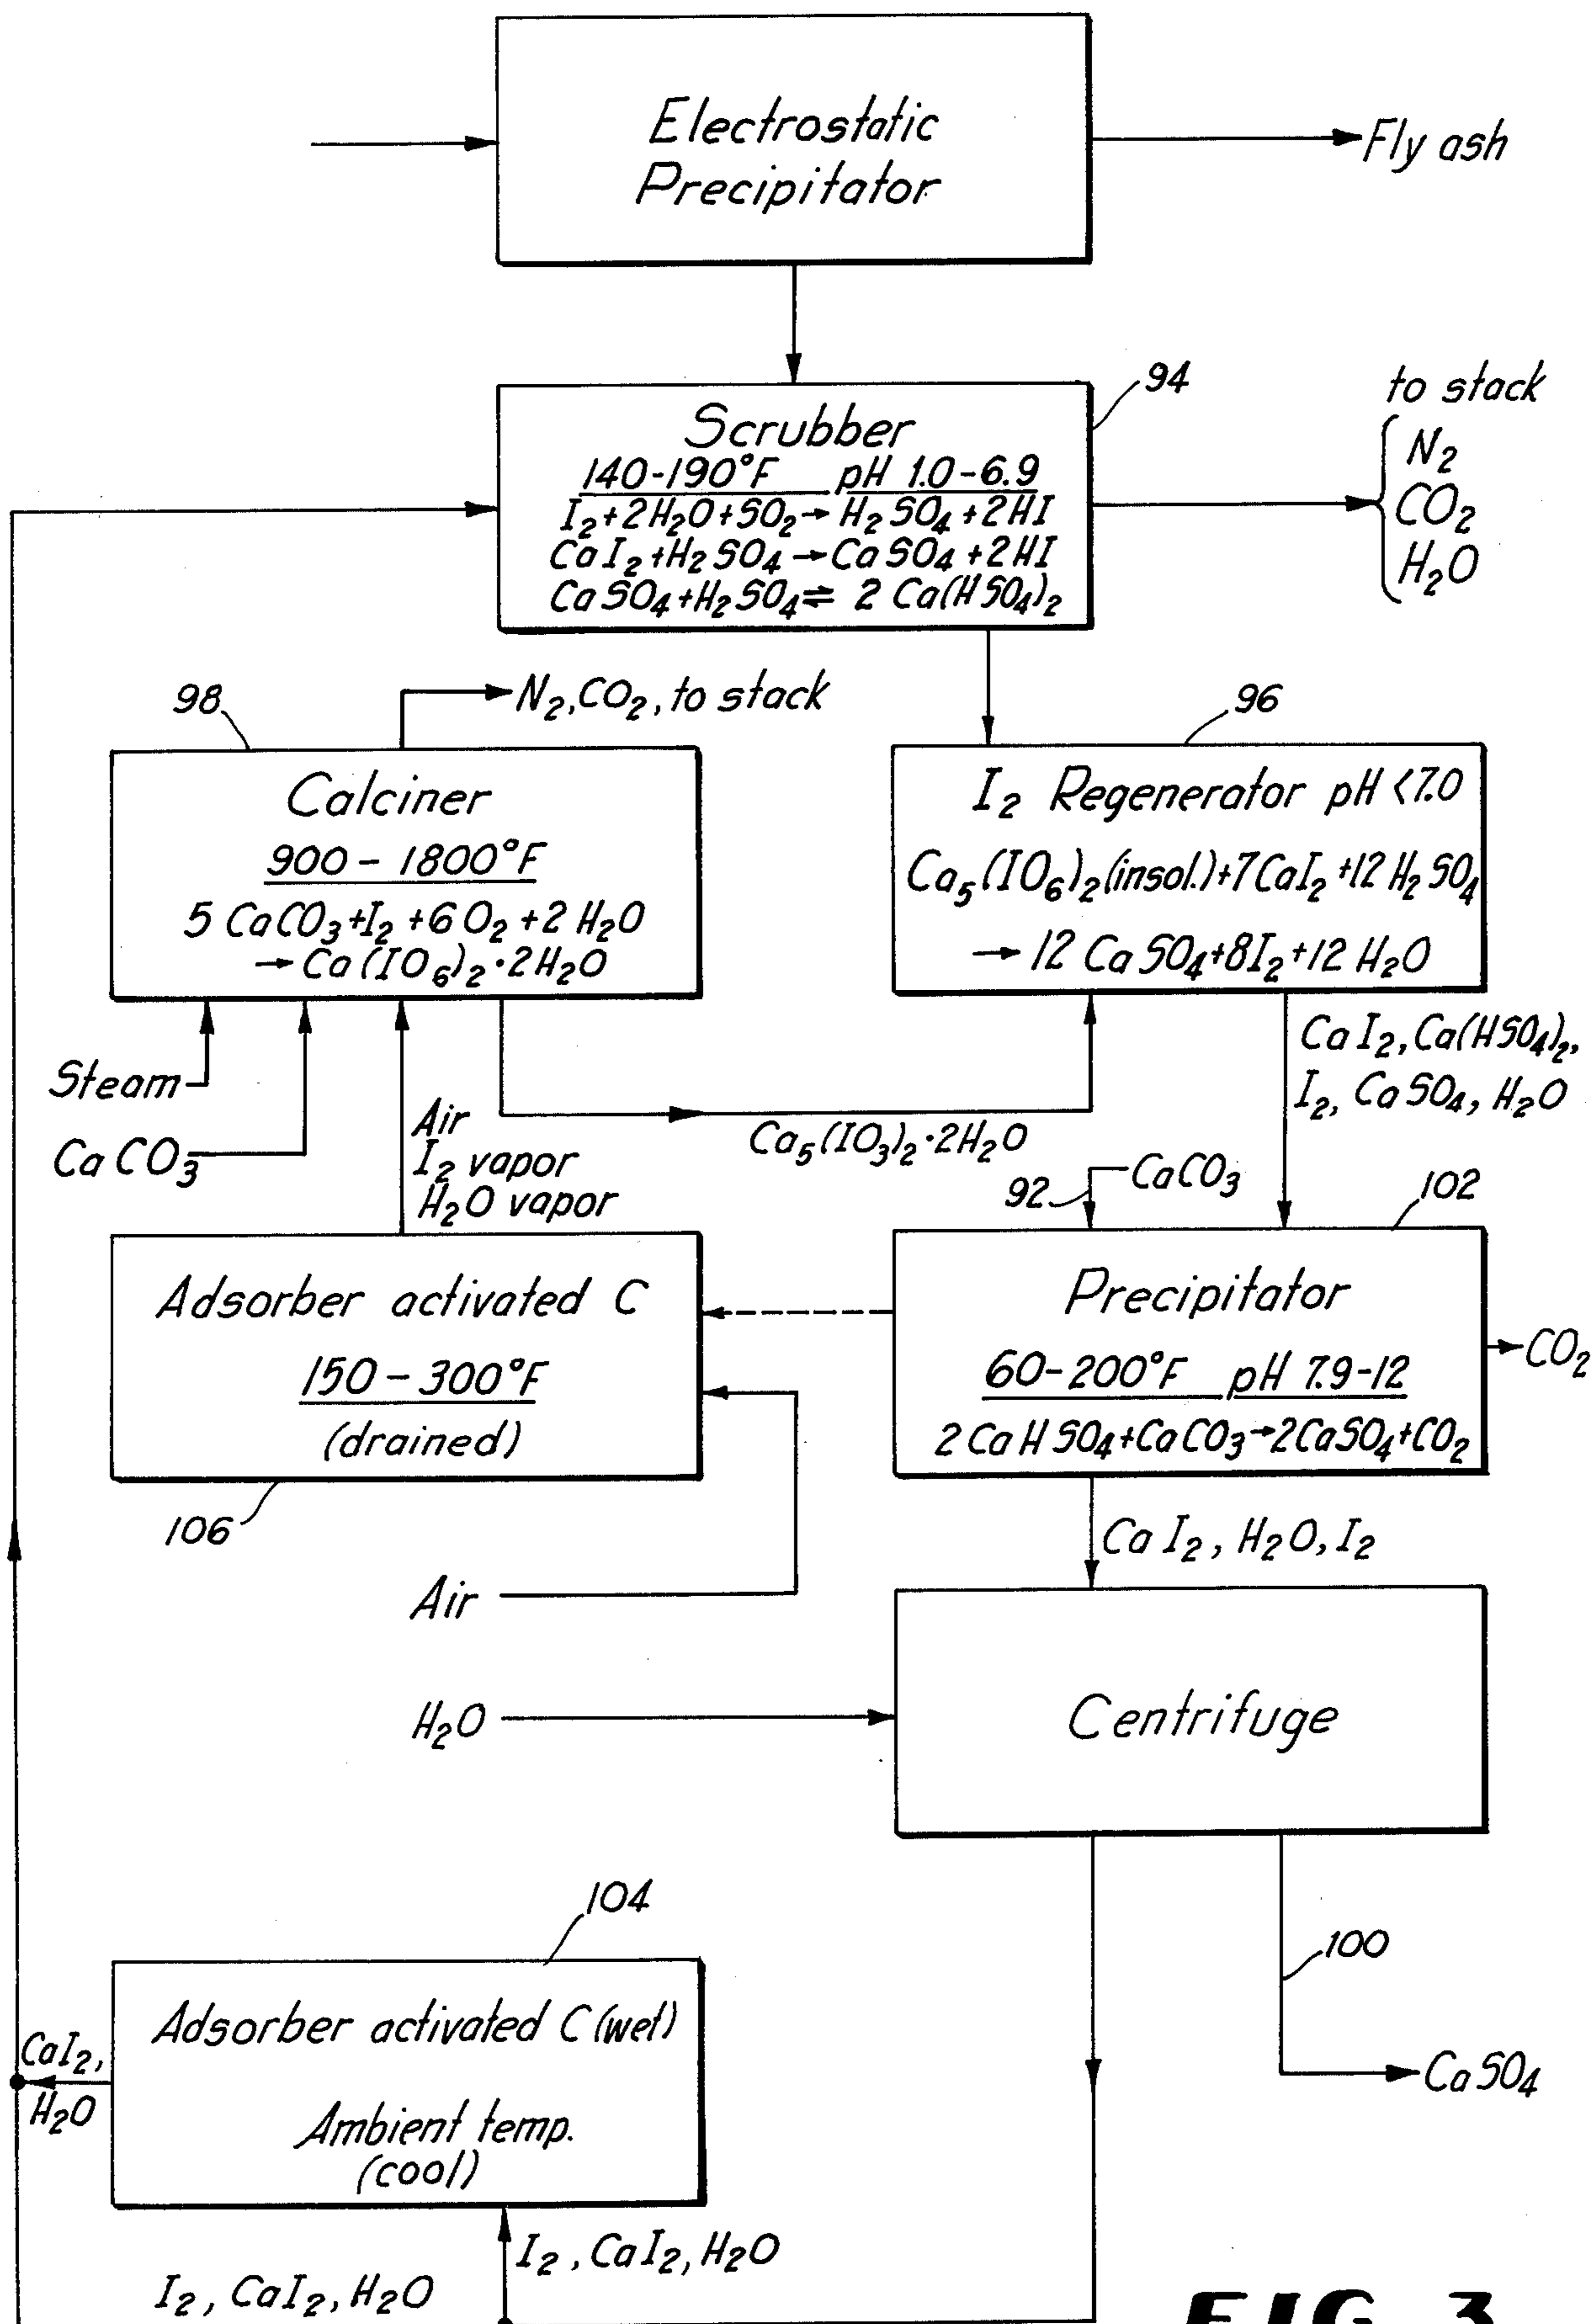 Electrostatic
Precipitator
Fly ash
94
to stack
N2
CO2
H2O
Scrubber
140-190°F pH 1.0-6.9
I2+2H2O+SO2→H2SO4+2HI
CaI2+H2SO4→CaSO4+2HI
CaSO4+H2SO4⇌ 2 Ca(HSO4)2
98
N2,CO2, to stack
96
Calciner
900-1800°F
5 CaCO3+I2+6O2+2H2O
→Ca(IO6)2·2H2O
I2 Regenerator pH <7.0
Ca5(IO6)2(insol.)+7CaI2+12H2SO4
→12 CaSO4+8I2+12H2O
Steam
CaCO3
Air
I2 vapor
H2O vapor
Ca5(IO3)2·2H2O
CaI2, Ca(HSO4)2,
I2, CaSO4, H2O
92
CaCO3
102
Adsorber activated C
150-300°F
(drained)
106
Precipitator
60-200°F pH 7.9-12
2CaHSO4+CaCO3→2CaSO4+CO2
CO2
CaI2, H2O, I2
Air
H2O
Centrifuge
104
100
Adsorber activated C (wet)
Ambient temp.
(cool)
CaI2,
H2O
CaSO4
I2, CaI2, H2O
I2, CaI2, H2O
FIG 3